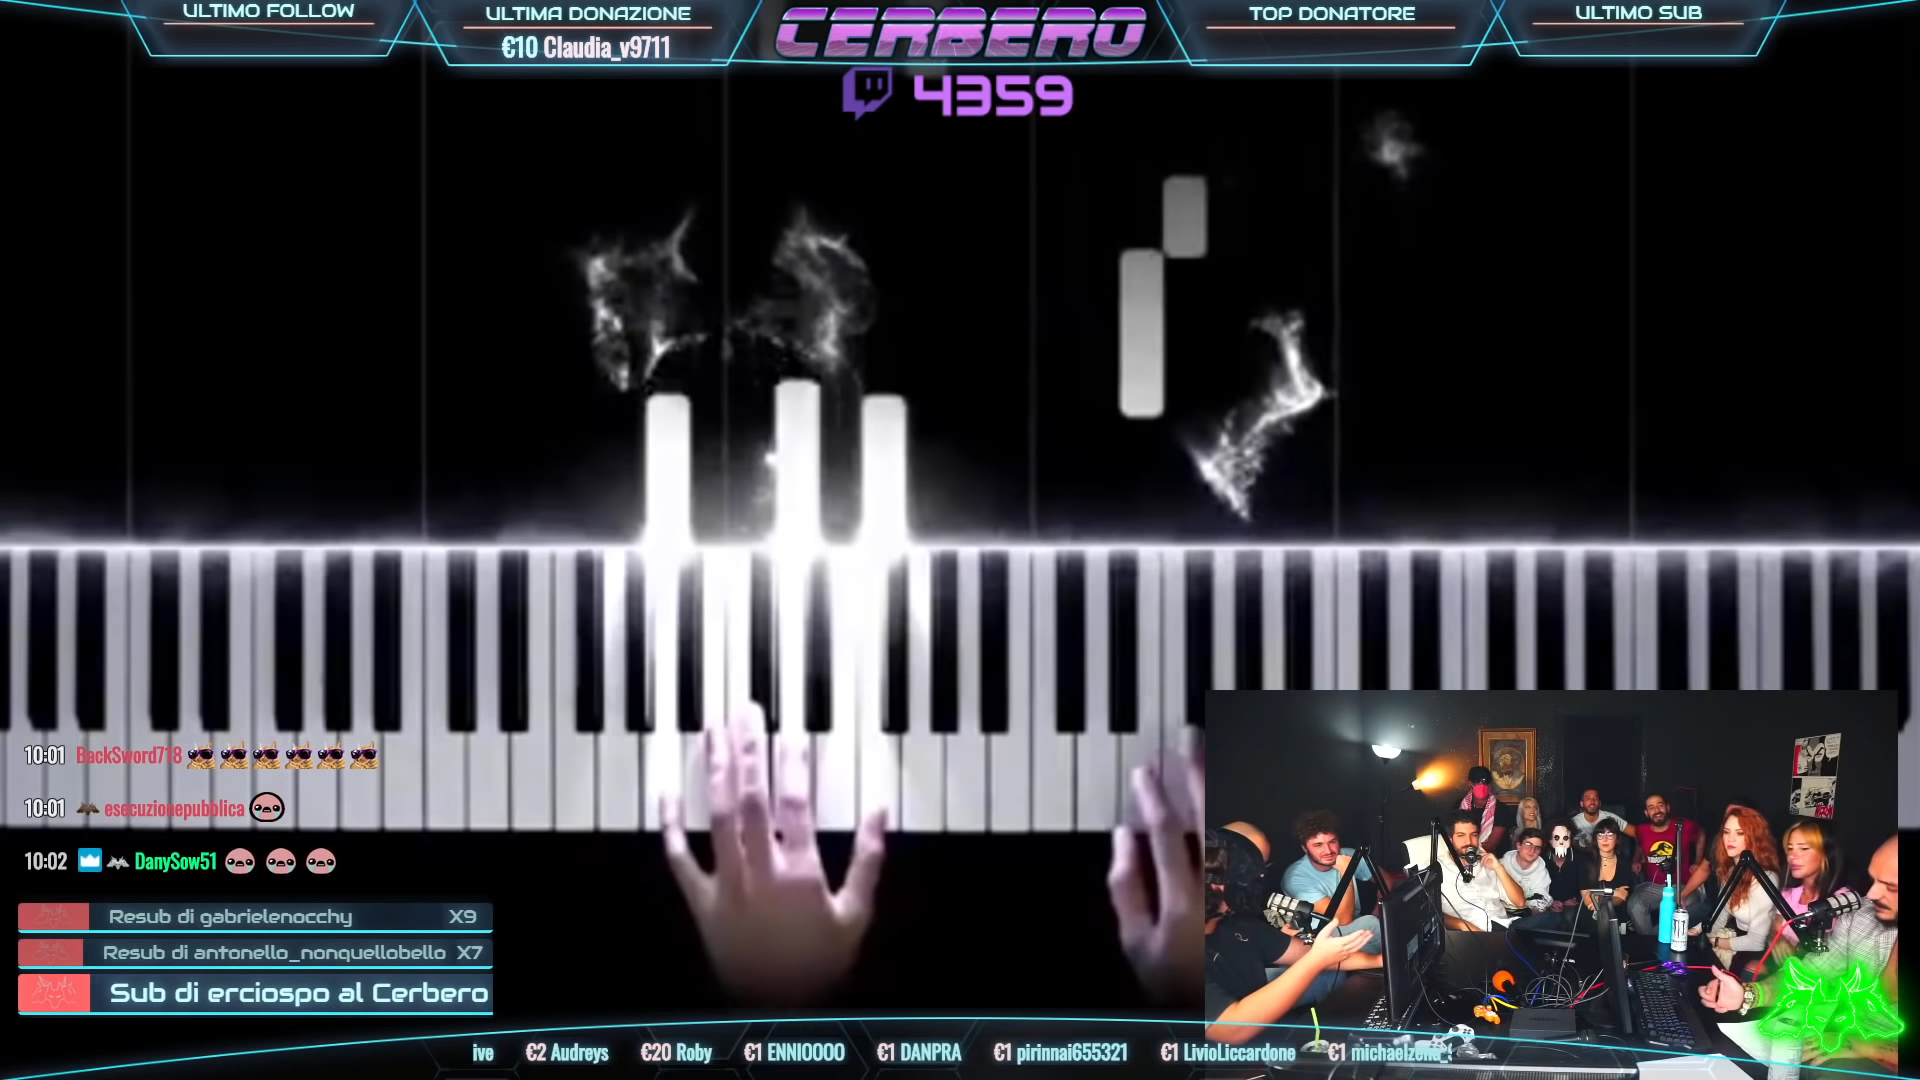 ULTIMO FOLLOW
ULTIMA DONAZIONE
€10 Claudia_v9711
CERBERO
4359
TOP DONATORE
ULTIMO SUB
10:01 BackSword718
10:01 esecuzionepubblica
10:02 DanySow51
Resub di gabrielenocchy X9
Resub di antonello_nonquellobello X7
Sub di erciospo al Cerbero
ive €2 Audreys €20 Roby €1 ENNIOOOO €1 DANPRA €1 pirinnai655321 €1 LivioLiccardone €1